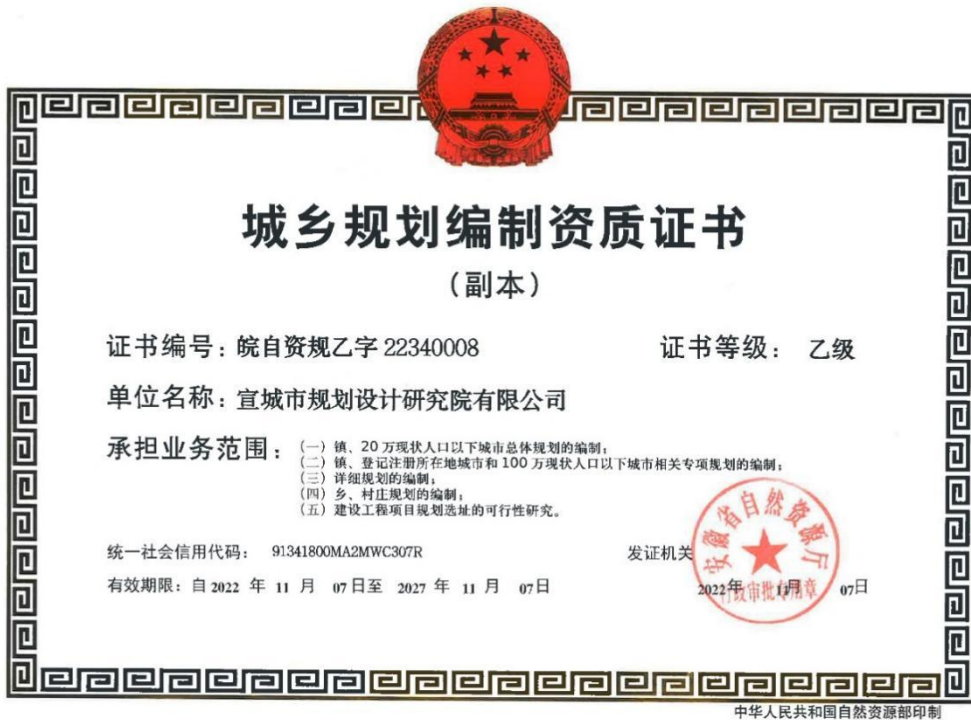 城乡规划编制资质证书
（副本）
证书编号：皖自资规乙字 22340008 证书等级： 乙级
单位名称：宣城市规划设计研究院有限公司
承担业务范围：（一）镇、20 万现状人口以下城市总体规划的编制；
（二）镇、登记注册所在地城市和 100 万现状人口以下城市相关专项规划的编制；
（三）详细规划的编制；
（四）乡、村庄规划的编制；
（五）建设工程项目规划选址的可行性研究。
统一社会信用代码： 91341800MA2MWC307R 发证机关
安徽省自然资源厅
行政审批专用章
有效期限：自 2022 年 11 月 07日至 2027 年 11 月 07日 2022年 11月 07日
中华人民共和国自然资源部印制